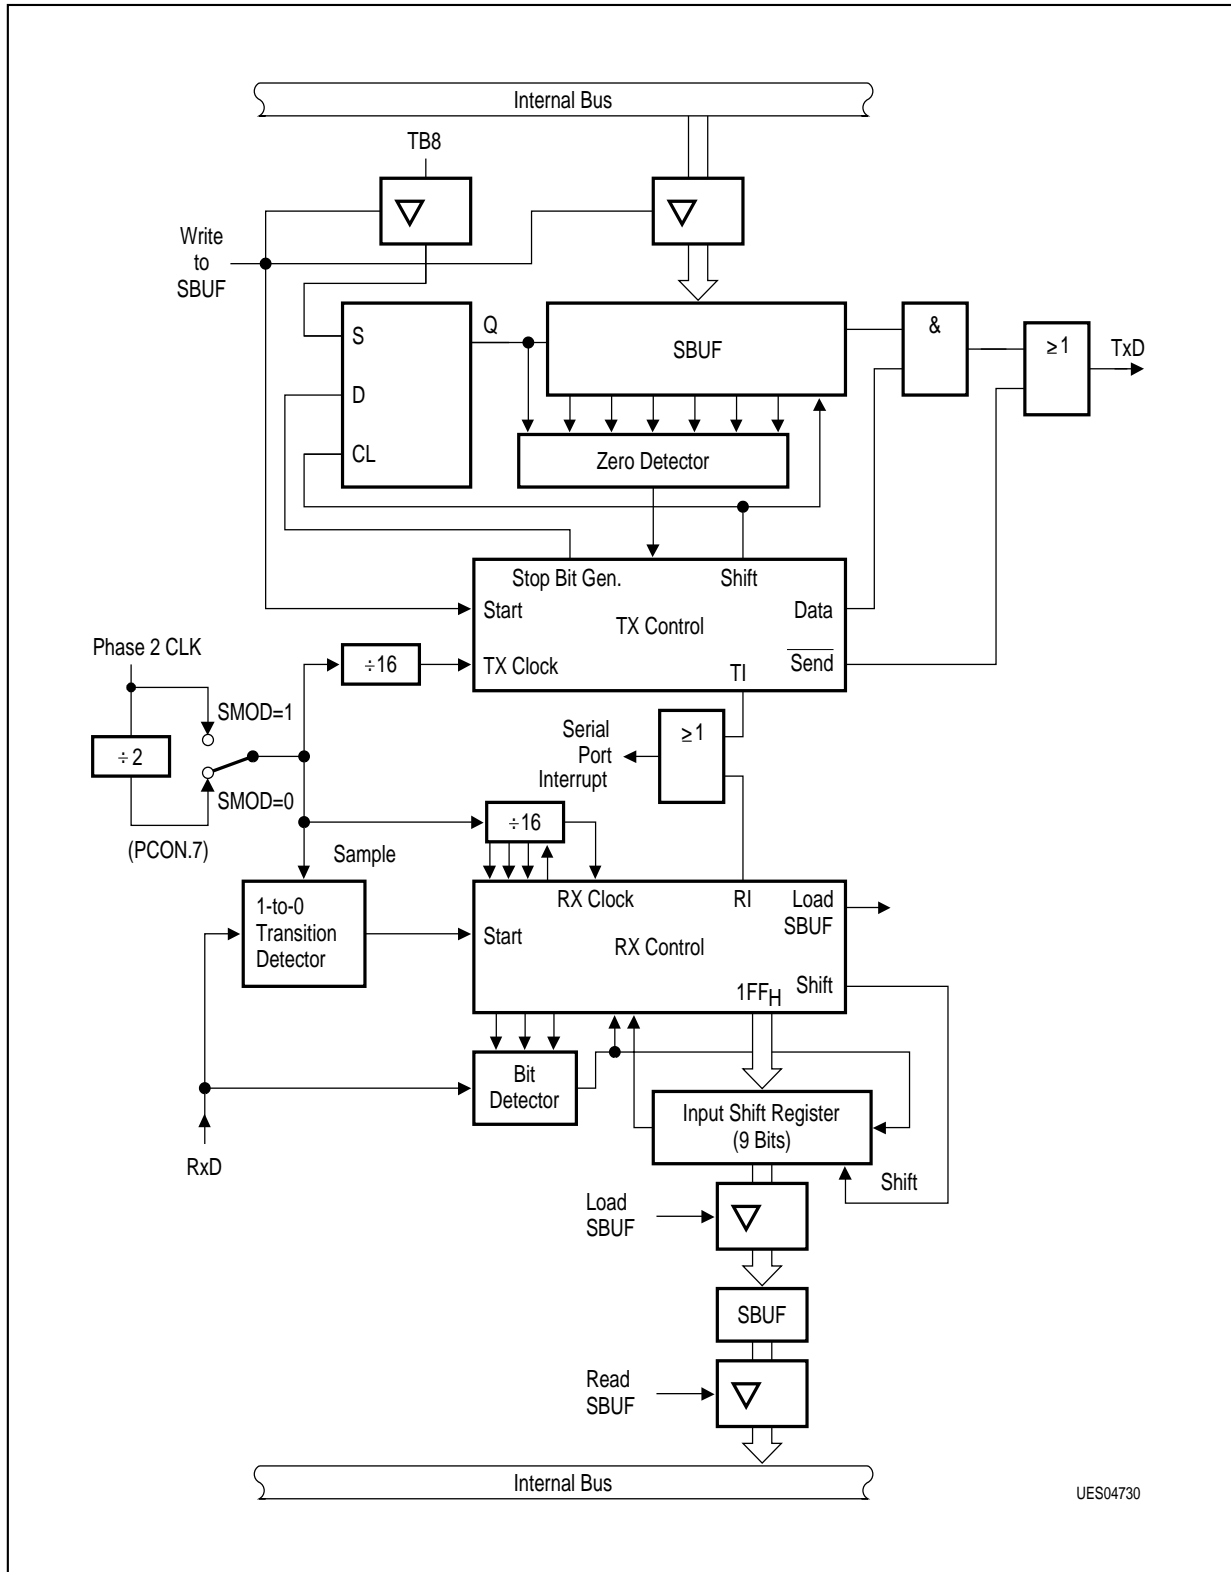 Internal Bus
TB8
Write
to
SBUF
S
Q
D
CL
SBUF
&
≥1
TxD
Zero Detector
Stop Bit Gen.
Shift
Start
TX Control
Data
TX Clock
Send
TI
Phase 2 CLK
÷16
SMOD=1
÷2
SMOD=0
(PCON.7)
Serial
Port
Interrupt
≥1
÷16
Sample
1-to-0
Transition
Detector
RX Clock
RI
Load
SBUF
Start
RX Control
Shift
1FFH
Bit
Detector
Input Shift Register
(9 Bits)
RxD
Shift
Load
SBUF
SBUF
Read
SBUF
Internal Bus
UES04730